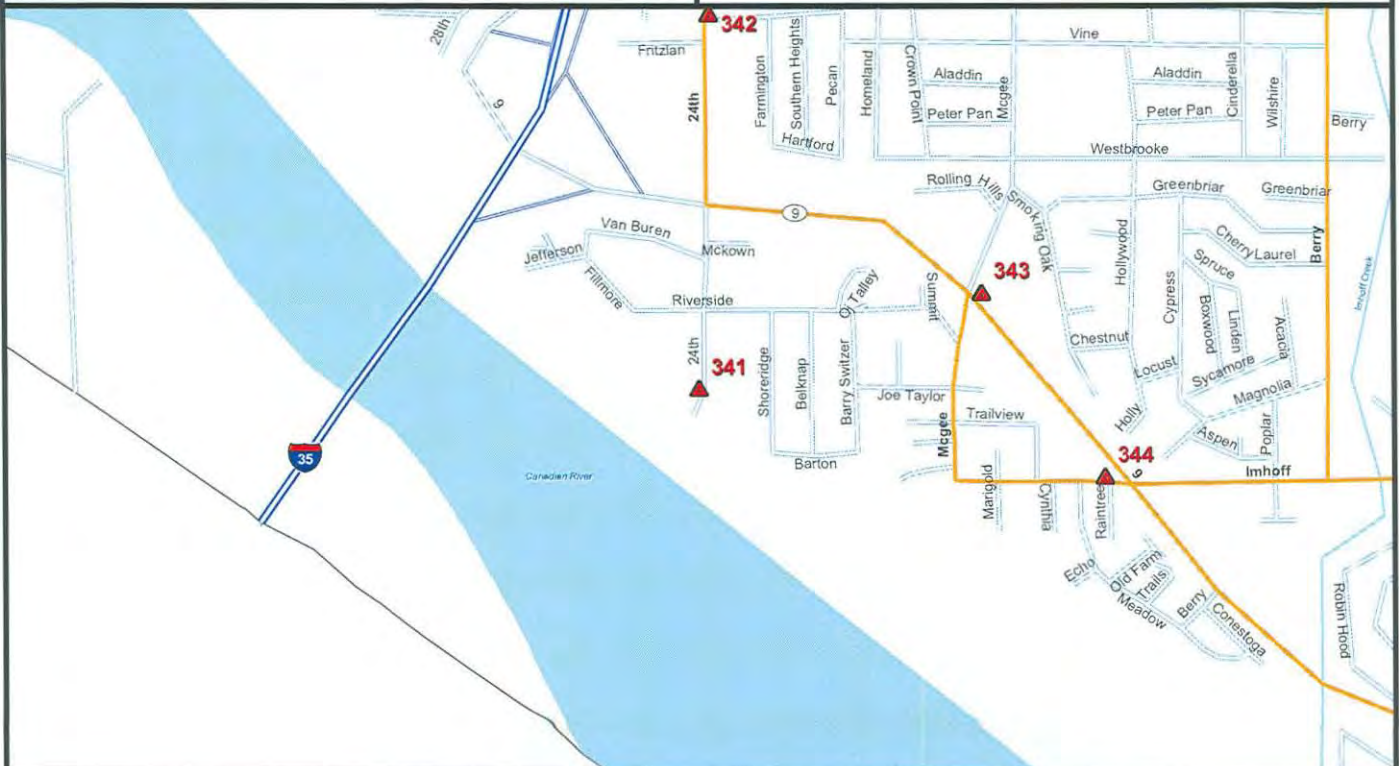 28th
9
Fritzlan
342
24th
Farmington
Southern Heights
Pecan
Hartford
Homeland
Crown Point
Vine
Aladdin
Mcgee
Peter Pan
Aladdin
Peter Pan
Cinderella
Wilshire
Berry
Westbrooke
Rolling Hills
Smoking Oak
Greenbriar
Greenbriar
9
Van Buren
Jefferson
Fillmore
Mckown
Riverside
Oj Talley
Summit
343
Hollywood
Cherry Laurel
Spruce
Berry
Imhoff Creek
Cypress
Boxwood
Linden
Acacia
24th
341
Shoreridge
Belknap
Barry Switzer
Joe Taylor
Chestnut
Locust
Sycamore
Magnolia
Holly
Trailview
Mcgee
Aspen
Poplar
35
Canadian River
Barton
344
9
Imhoff
Marigold
Cynthia
Raintree
Echo
Old Farm
Trails
Meadow
Berry
Conestoga
Robin Hood